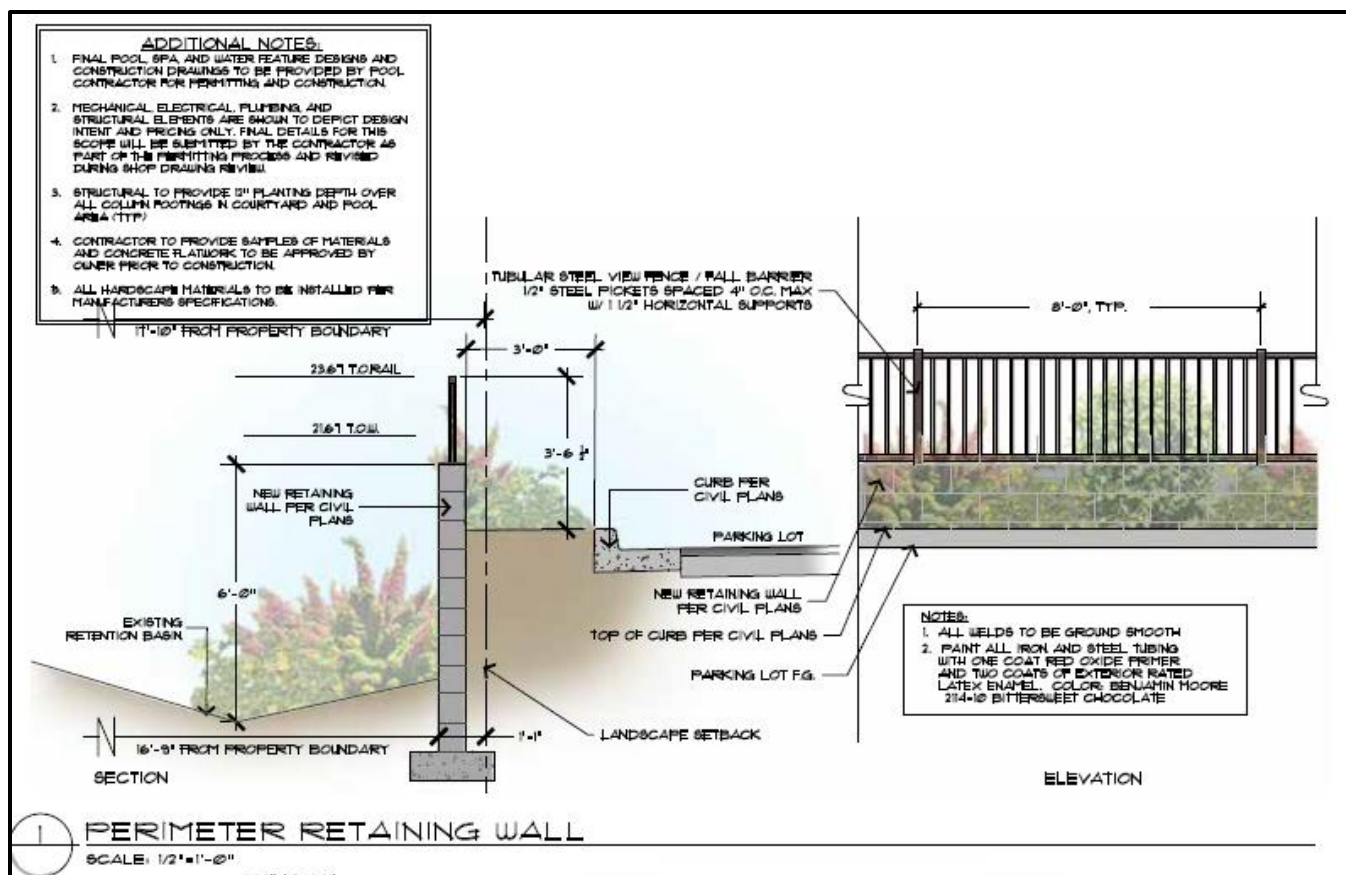 ADDITIONAL NOTES:
1. FINAL POOL, SPA, AND WATER FEATURE DESIGNS AND
CONSTRUCTION DRAWINGS TO BE PROVIDED BY POOL
CONTRACTOR FOR PERMITTING AND CONSTRUCTION.
2. MECHANICAL, ELECTRICAL, PLUMBING, AND
STRUCTURAL ELEMENTS ARE SHOWN TO DEPICT DESIGN
INTENT AND PRICING ONLY. FINAL DETAILS FOR THIS
SCOPE WILL BE SUBMITTED BY THE CONTRACTOR AS
PART OF THE PERMITTING PROCESS AND REVISED
DURING SHOP DRAWING REVIEW.
3. STRUCTURAL TO PROVIDE 12" PLANTING DEPTH OVER
ALL COLUMN FOOTINGS IN COURTYARD AND POOL
AREA (TYP)
4. CONTRACTOR TO PROVIDE SAMPLES OF MATERIALS
AND CONCRETE FLATWORK TO BE APPROVED BY
OWNER PRIOR TO CONSTRUCTION.
5. ALL HARDSCAPE MATERIALS TO BE INSTALLED PER
MANUFACTURERS SPECIFICATIONS.
17'-10" FROM PROPERTY BOUNDARY
TUBULAR STEEL VIEW FENCE / FALL BARRIER
1/2" STEEL PICKETS SPACED 4" O.C. MAX
W/ 1 1/2" HORIZONTAL SUPPORTS
8'-0", TYP.
3'-0"
23.67 T.O.RAIL
21.67 T.O.W.
3'-6 1/2"
NEW RETAINING
WALL PER CIVIL
PLANS
CURB PER
CIVIL PLANS
PARKING LOT
6'-0"
EXISTING
RETENTION BASIN
NEW RETAINING WALL
PER CIVIL PLANS
TOP OF CURB PER CIVIL PLANS
PARKING LOT F.G.
NOTES:
1. ALL WELDS TO BE GROUND SMOOTH
2. PAINT ALL IRON AND STEEL TUBING
WITH ONE COAT RED OXIDE PRIMER
AND TWO COATS OF EXTERIOR RATED
LATEX ENAMEL. COLOR: BENJAMIN MOORE
2114-10 BITTERSWEET CHOCOLATE
16'-9" FROM PROPERTY BOUNDARY
1'-1"
LANDSCAPE SETBACK
SECTION
ELEVATION
1
PERIMETER RETAINING WALL
SCALE: 1/2"=1'-0"